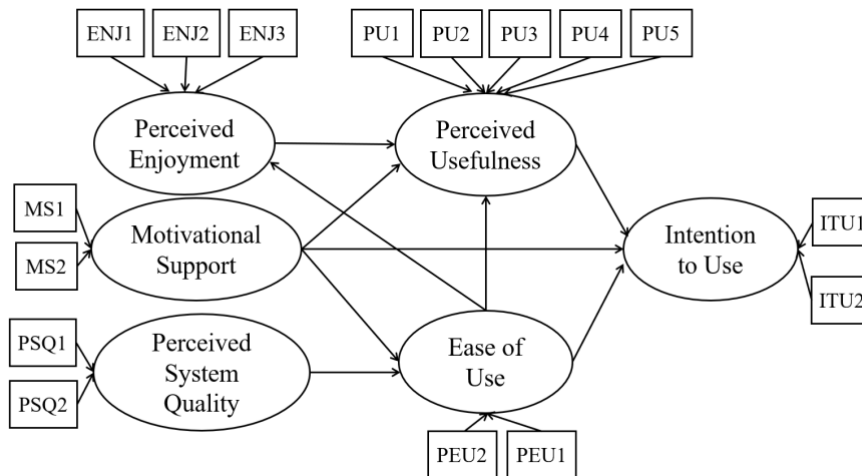 ENJ1
ENJ2
ENJ3
PU1
PU2
PU3
PU4
PU5
Perceived
Enjoyment
Perceived
Usefulness
MS1
MS2
Motivational
Support
Intention
to Use
ITU1
ITU2
PSQ1
PSQ2
Perceived
System
Quality
Ease of
Use
PEU2
PEU1